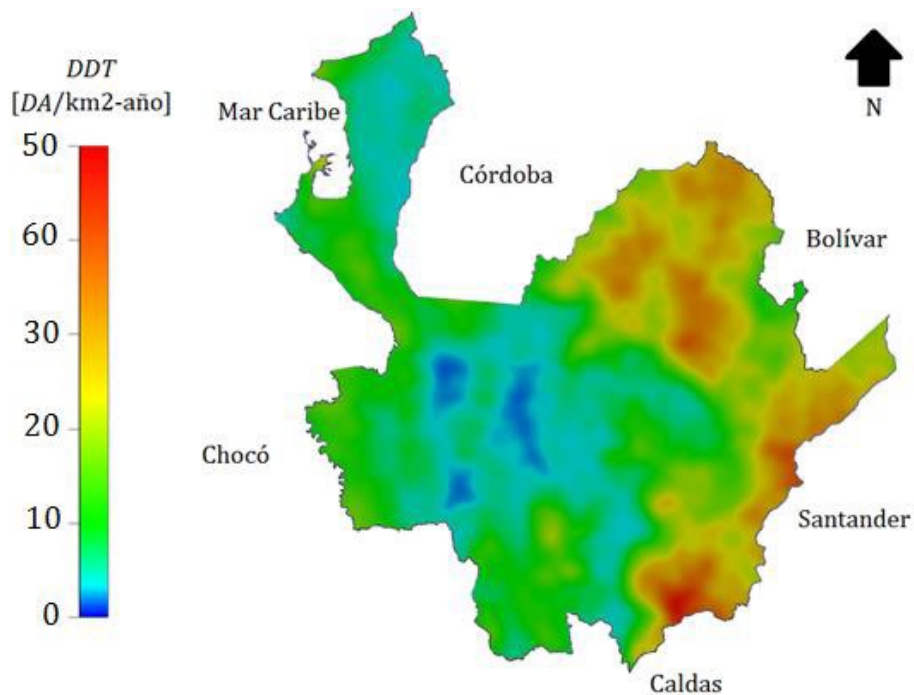 DDT
[DA/km2-año]
50
60
30
20
10
0
Mar Caribe
N
Córdoba
Bolívar
Chocó
Santander
Caldas